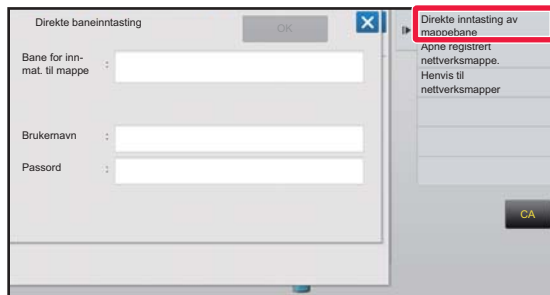 Direkte baneinntasting
OK
Bane for inn-
mat. til mappe :
Brukernavn :
Passord :
Direkte inntasting av
mappebane
Åpne registrert
nettverksmappe.
Henvis til
nettverksmapper
CA